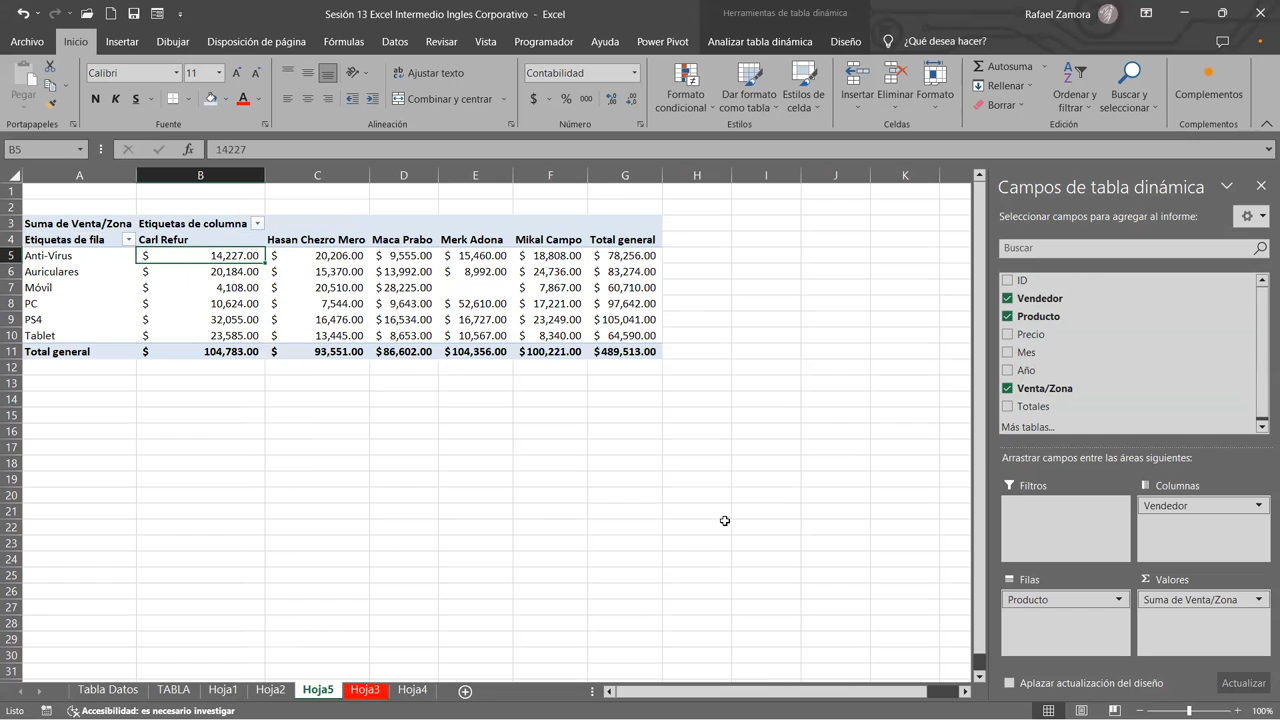 Sesión 13 Excel Intermedio Ingles Corporativo - Excel
Herramientas de tabla dinámica
Rafael Zamora
Archivo Inicio Insertar Dibujar Disposición de página Fórmulas Datos Revisar Vista Programador Ayuda Power Pivot Analizar tabla dinámica Diseño ¿Qué desea hacer?
Pegar
Calibri 11
N K S
Ajustar texto
Combinar y centrar
Contabilidad
$ % 000
Formato condicional
Dar formato como tabla
Estilos de celda
Insertar Eliminar Formato
Autosuma
Rellenar
Borrar
Ordenar y filtrar
Buscar y seleccionar
Complementos
Portapapeles Fuente Alineación Número Estilos Celdas Edición Complementos
B5 fx 14227
A B C D E F G H I J K
1
2
3 Suma de Venta/Zona Etiquetas de columna
4 Etiquetas de fila Carl Refur Hasan Chezro Mero Maca Prabo Merk Adona Mikal Campo Total general
5 Anti-Virus $ 14,227.00 $ 20,206.00 $ 9,555.00 $ 15,460.00 $ 18,808.00 $ 78,256.00
6 Auriculares $ 20,184.00 $ 15,370.00 $ 13,992.00 $ 8,992.00 $ 24,736.00 $ 83,274.00
7 Móvil $ 4,108.00 $ 20,510.00 $ 28,225.00 $ 7,867.00 $ 60,710.00
8 PC $ 10,624.00 $ 7,544.00 $ 9,643.00 $ 52,610.00 $ 17,221.00 $ 97,642.00
9 PS4 $ 32,055.00 $ 16,476.00 $ 16,534.00 $ 16,727.00 $ 23,249.00 $ 105,041.00
10 Tablet $ 23,585.00 $ 13,445.00 $ 8,653.00 $ 10,567.00 $ 8,340.00 $ 64,590.00
11 Total general $ 104,783.00 $ 93,551.00 $ 86,602.00 $ 104,356.00 $ 100,221.00 $ 489,513.00
12
13
14
15
16
17
18
19
20
21
22
23
24
25
26
27
28
29
30
31
Campos de tabla dinámica
Seleccionar campos para agregar al informe:
Buscar
ID
Vendedor
Producto
Precio
Mes
Año
Venta/Zona
Totales
Más tablas...
Arrastrar campos entre las áreas siguientes:
Filtros Columnas
Vendedor
Filas Σ Valores
Producto Suma de Venta/Zona
Aplazar actualización del diseño Actualizar
Tabla Datos TABLA Hoja1 Hoja2 Hoja5 Hoja3 Hoja4
Listo Accesibilidad: es necesario investigar 100%